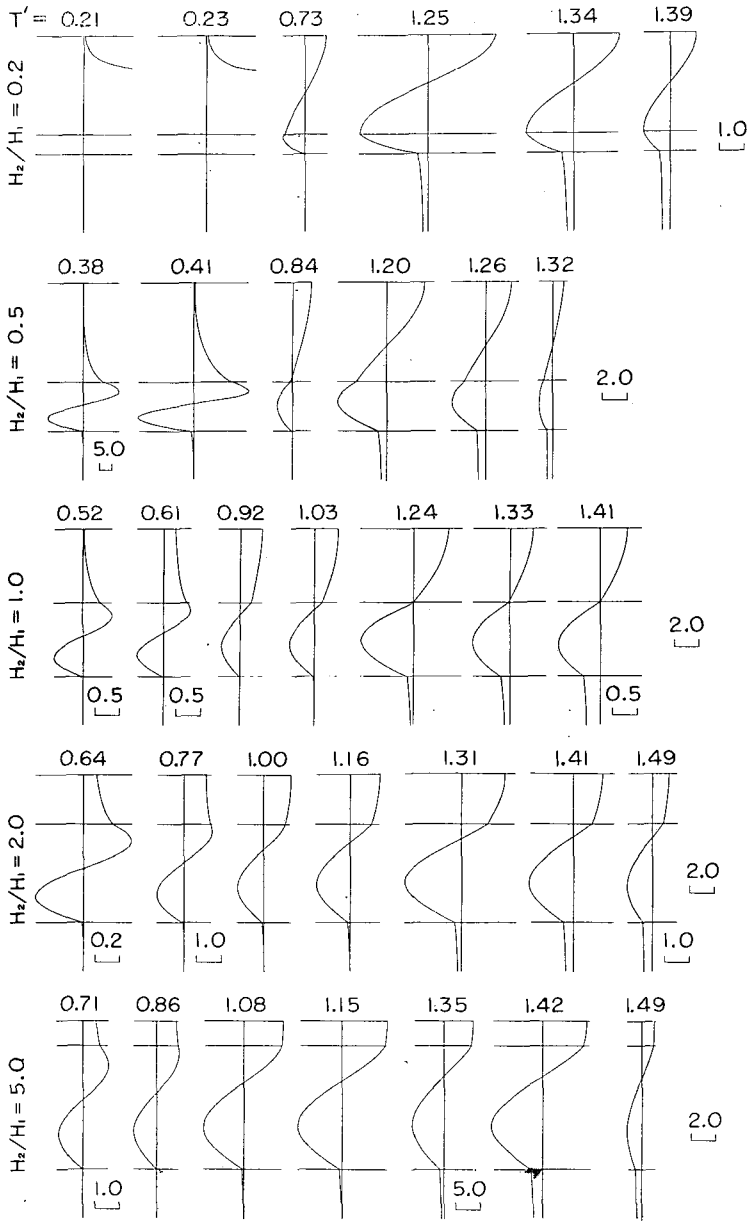 T' = 0.21 0.23 0.73 1.25 1.34 1.39
H₂/H₁ = 0.2
1.0
0.38 0.41 0.84 1.20 1.26 1.32
H₂/H₁ = 0.5
2.0
5.0
0.52 0.61 0.92 1.03 1.24 1.33 1.41
H₂/H₁ = 1.0
2.0
0.5 0.5 0.5
0.64 0.77 1.00 1.16 1.31 1.41 1.49
H₂/H₁ = 2.0
2.0
0.2 1.0 1.0
0.71 0.86 1.08 1.15 1.35 1.42 1.49
H₂/H₁ = 5.0
2.0
1.0 5.0